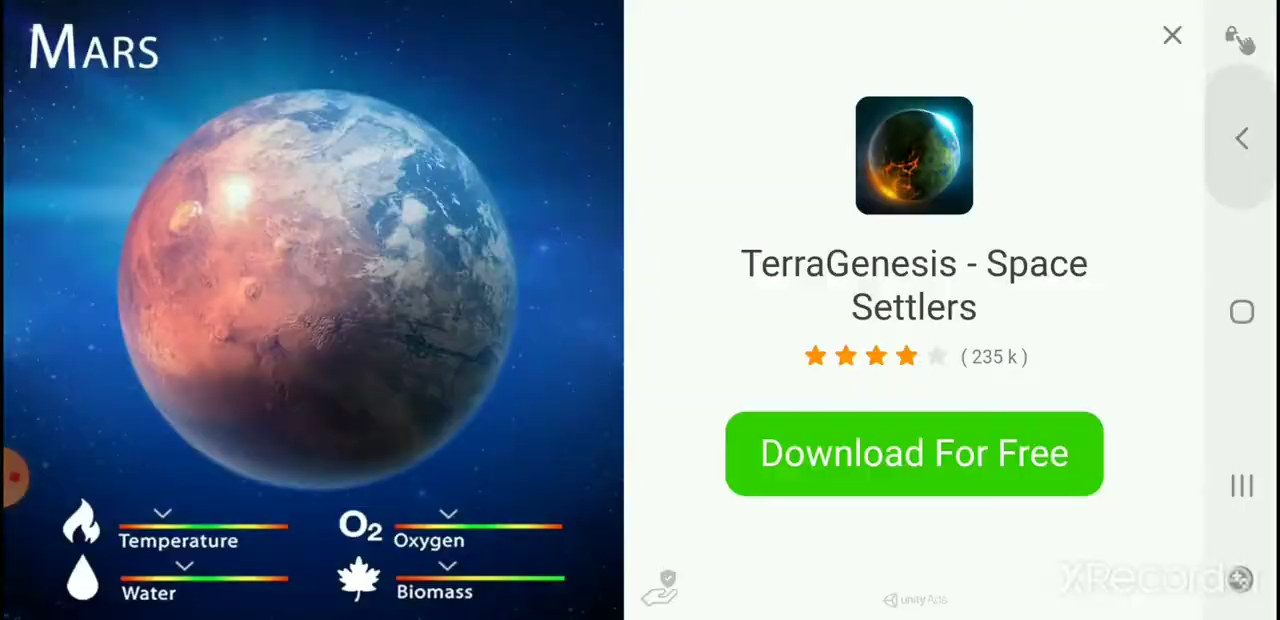 MARS
Temperature
Water
O2
Oxygen
Biomass
TerraGenesis - Space
Settlers
( 235 k )
Download For Free
unity Ads
XRecorder